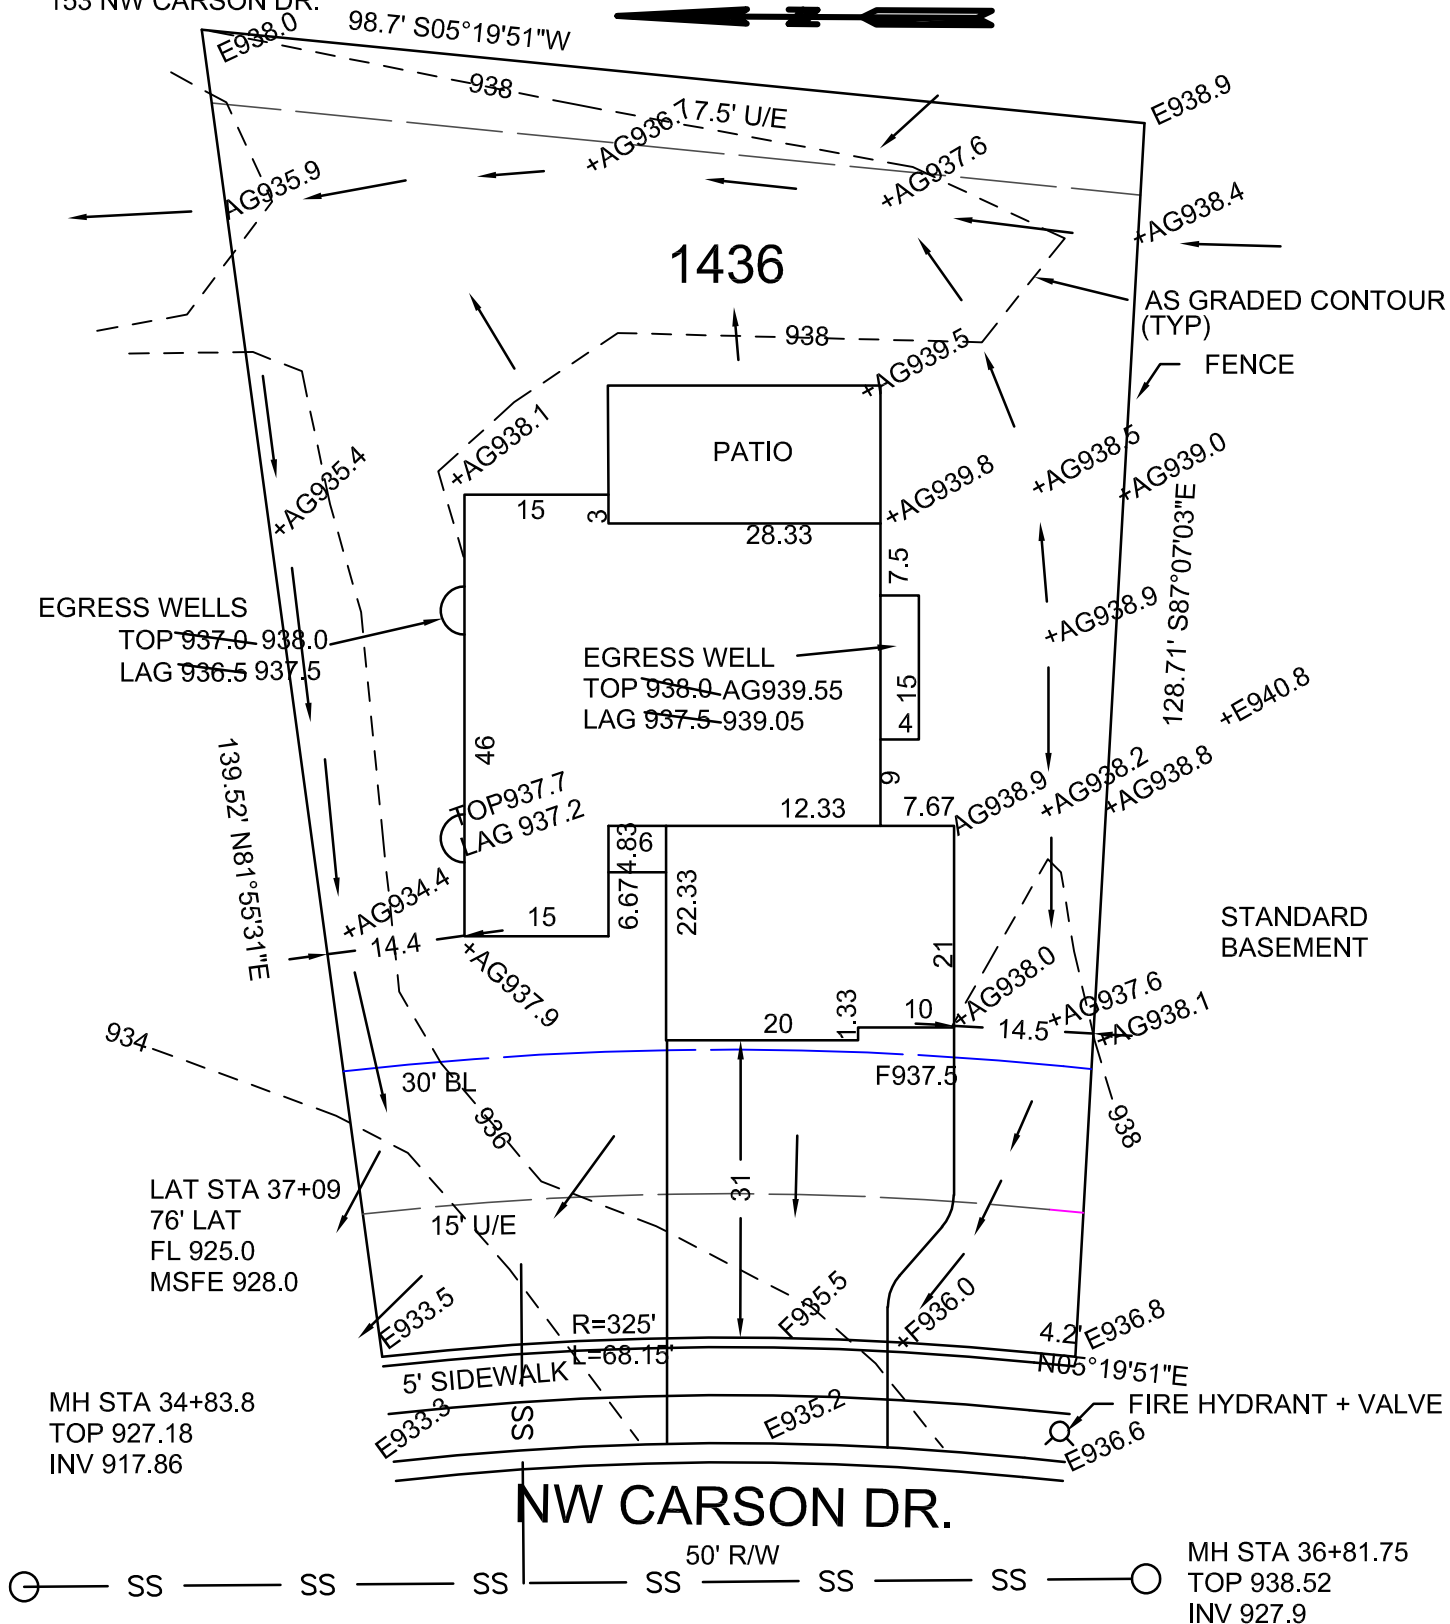 153 NW CARSON DR.
N
98.7' S05°19'51"W
E938.0
938
E938.9
7.5' U/E
+AG936.7
+AG937.6
AG935.9
+AG938.4
1436
AS GRADED CONTOUR
(TYP)
938
FENCE
+AG939.5
+AG938.1
PATIO
+AG938.5
+AG939.0
+AG935.4
+AG939.8
15
3
28.33
7.5
128.71' S87°07'03"E
EGRESS WELLS
TOP 937.0 938.0
LAG 936.5 937.5
+AG938.9
EGRESS WELL
TOP 938.0 AG939.55
LAG 937.5 939.05
15
4
+E940.8
46
139.52' N81°55'31"E
TOP937.7
LAG 937.2
9
12.33
7.67
AG938.9
+AG938.2
+AG938.8
4.83
6
6.67
22.33
+AG934.4
15
14.4
STANDARD
BASEMENT
21
+AG937.9
+AG938.0
+AG937.6
+AG938.1
10
14.5
20
1.33
934
30' BL
F937.5
936
938
31
LAT STA 37+09
76' LAT
FL 925.0
MSFE 928.0
15' U/E
E933.5
R=325'
L=68.15'
F935.5
+F936.0
4.2'
E936.8
N05°19'51"E
5' SIDEWALK
MH STA 34+83.8
TOP 927.18
INV 917.86
E933.3
SS
E935.2
FIRE HYDRANT + VALVE
E936.6
NW CARSON DR.
50' R/W
SS SS SS SS SS SS
MH STA 36+81.75
TOP 938.52
INV 927.9